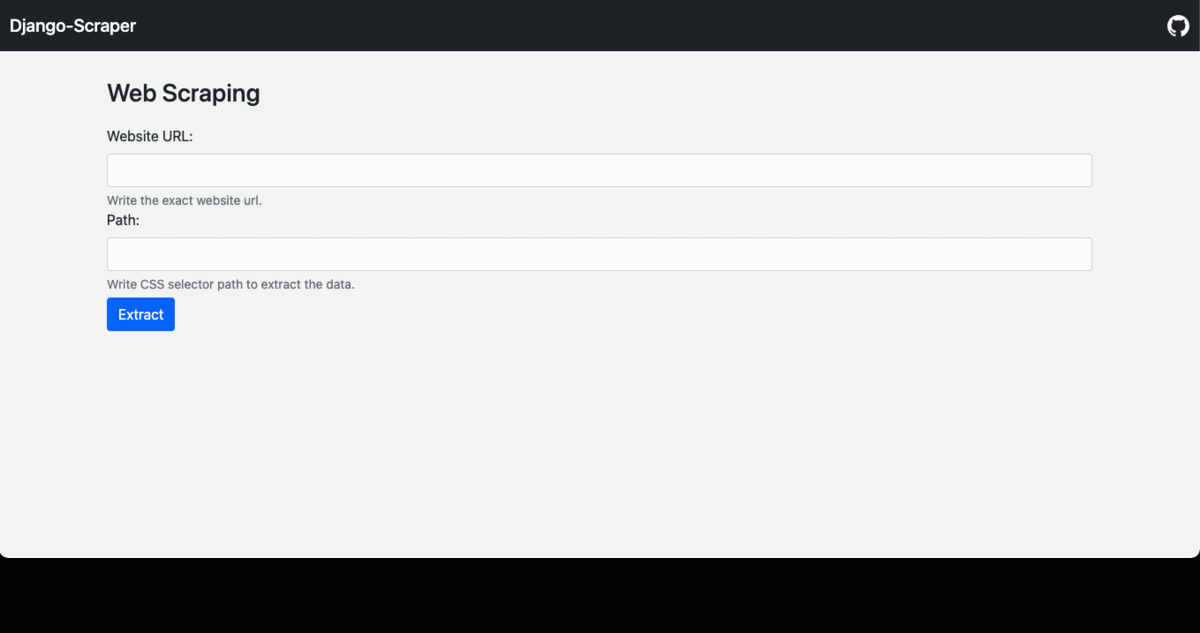 Django-Scraper
Web Scraping
Website URL:
Write the exact website url.
Path:
Write CSS selector path to extract the data.
Extract